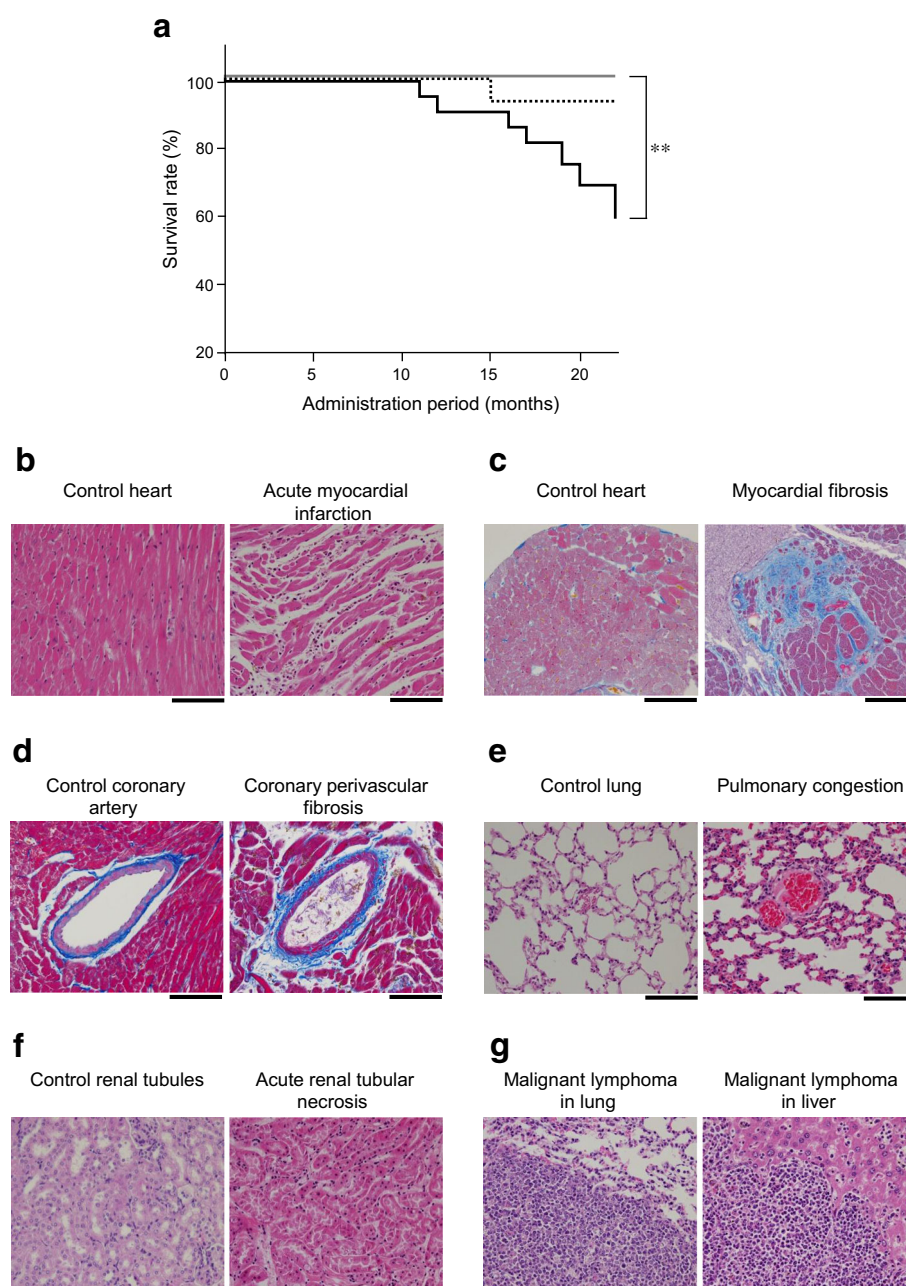 a
Survival rate (%)
100
80
60
40
20
0
5
10
15
20
Administration period (months)
**
b
Control heart
Acute myocardial
infarction
c
Control heart
Myocardial fibrosis
d
Control coronary
artery
Coronary perivascular
fibrosis
e
Control lung
Pulmonary congestion
f
Control renal tubules
Acute renal tubular
necrosis
g
Malignant lymphoma
in lung
Malignant lymphoma
in liver